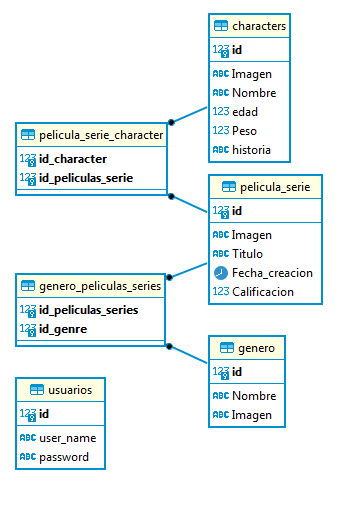 characters
123 id
ABC Imagen
ABC Nombre
123 edad
123 Peso
ABC historia
pelicula_serie_character
123 id_character
123 id_peliculas_serie
pelicula_serie
123 id
ABC Imagen
ABC Titulo
Fecha_creacion
123 Calificacion
genero_peliculas_series
123 id_peliculas_series
123 id_genre
genero
123 id
ABC Nombre
ABC Imagen
usuarios
123 id
ABC user_name
ABC password